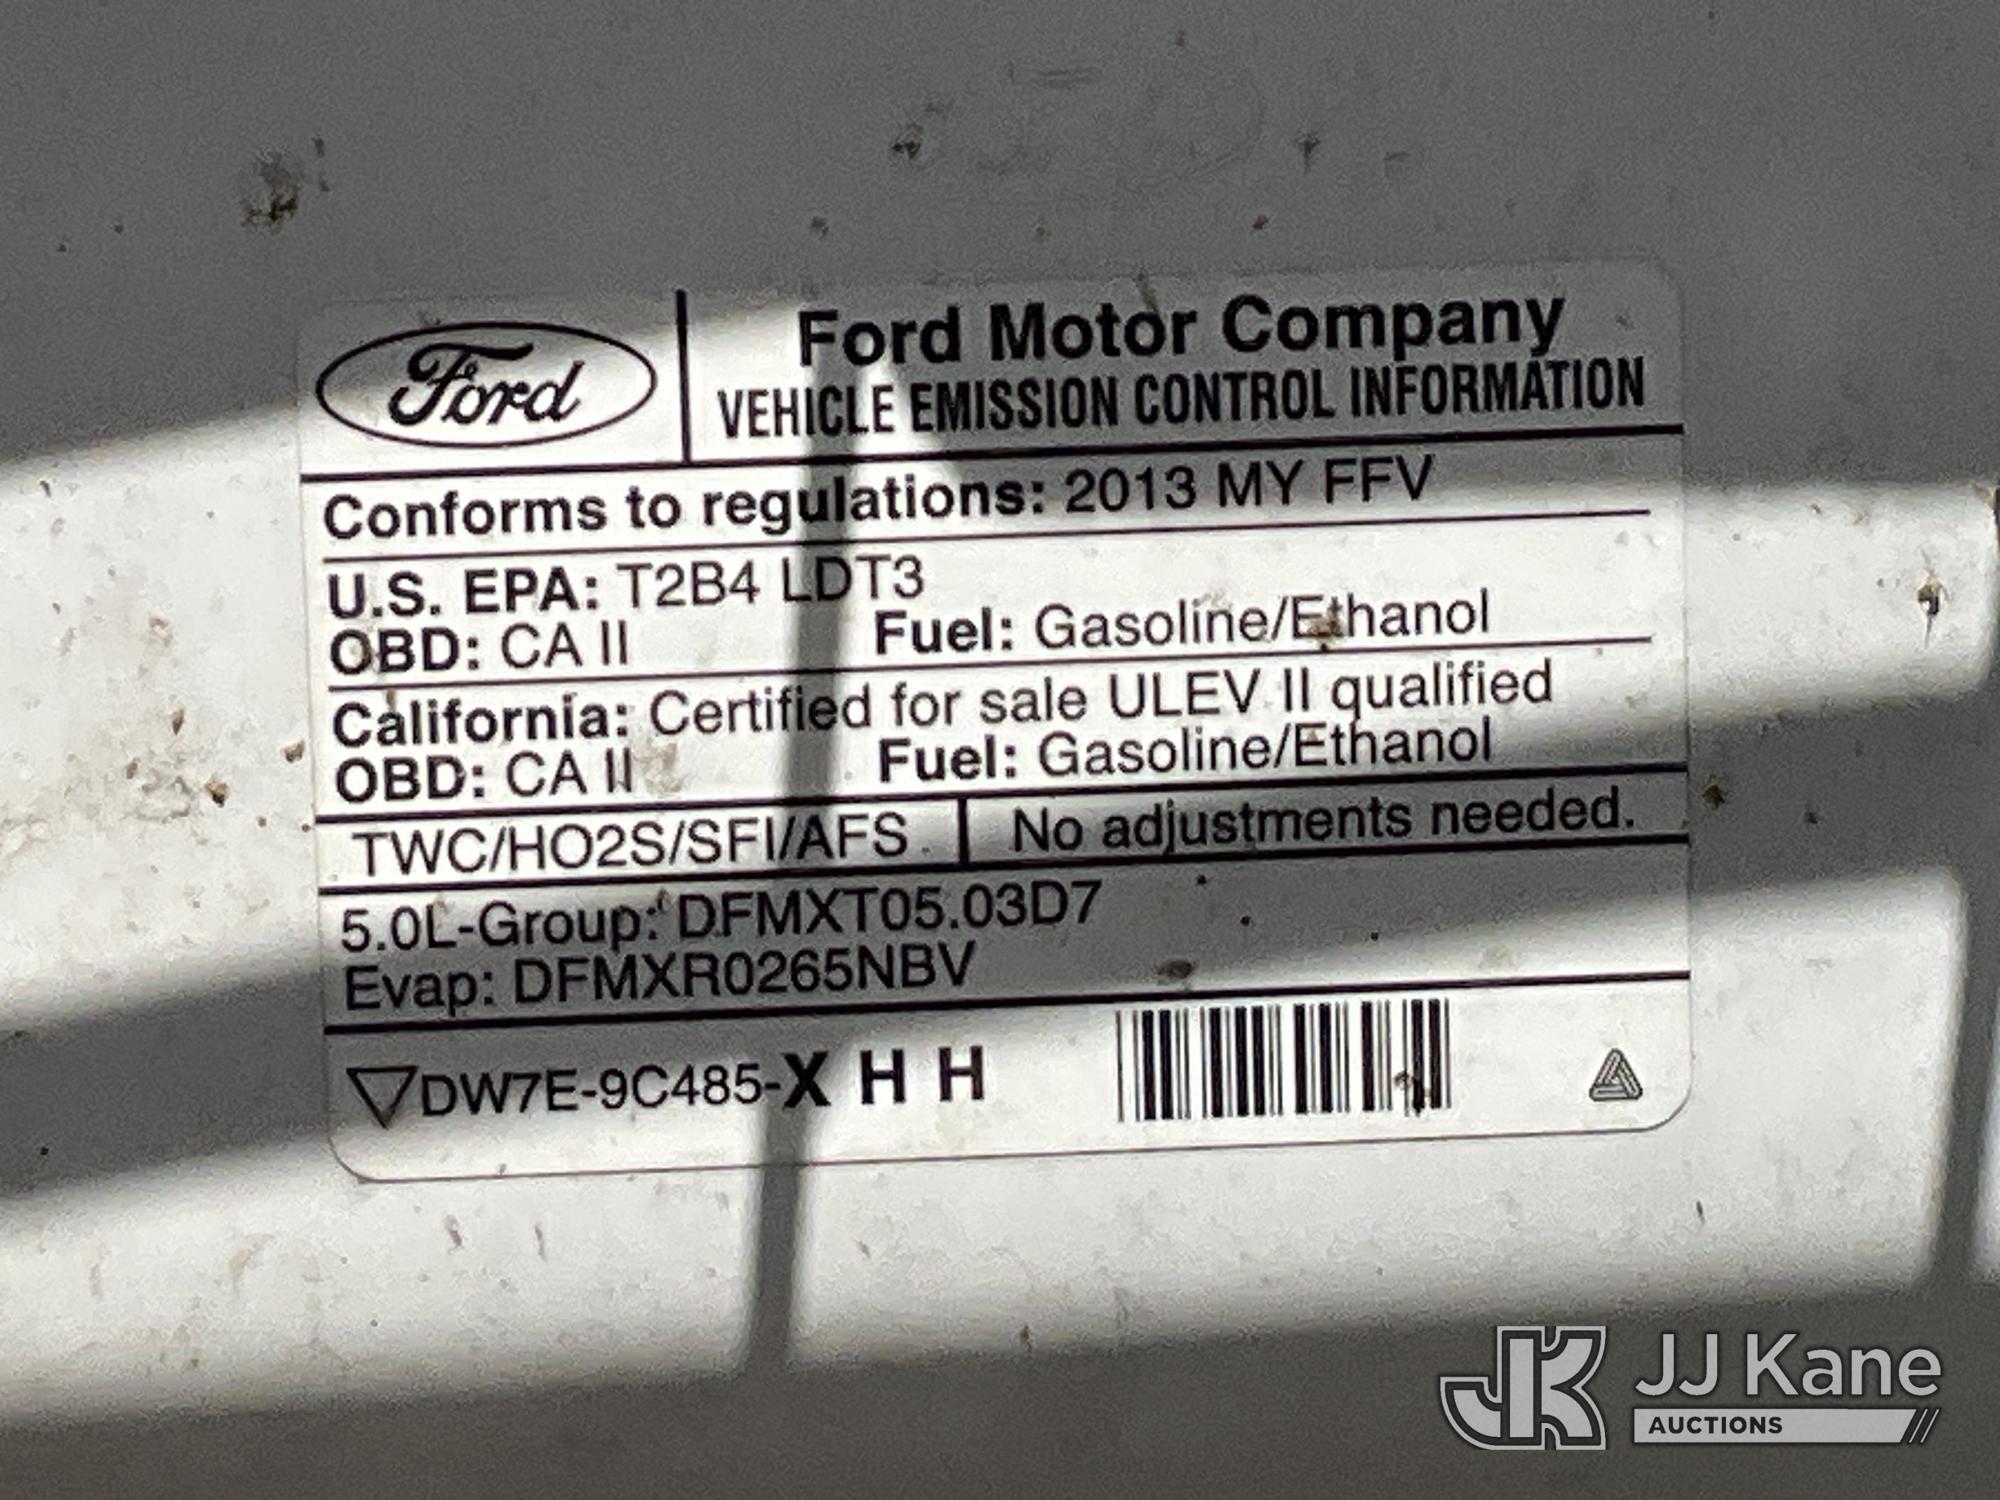 Ford
Ford Motor Company
VEHICLE EMISSION CONTROL INFORMATION
Conforms to regulations: 2013 MY FFV
U.S. EPA: T2B4 LDT3
OBD: CA II Fuel: Gasoline/Ethanol
California: Certified for sale ULEV II qualified
OBD: CA II Fuel: Gasoline/Ethanol
TWC/HO2S/SFI/AFS No adjustments needed.
5.0L-Group: DFMXT05.03D7
Evap: DFMXR0265NBV
DW7E-9C485-X H H
JK JJ Kane
AUCTIONS